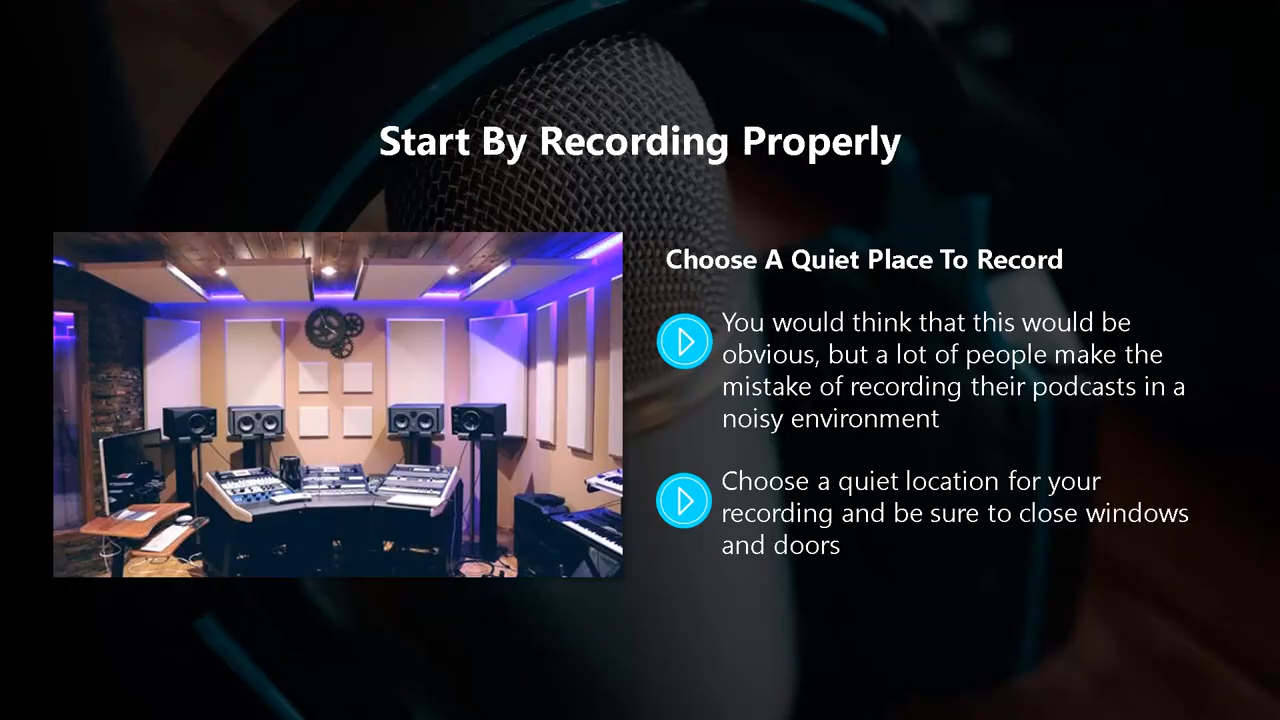 Start By Recording Properly
Choose A Quiet Place To Record
You would think that this would be
obvious, but a lot of people make the
mistake of recording their podcasts in a
noisy environment
Choose a quiet location for your
recording and be sure to close windows
and doors